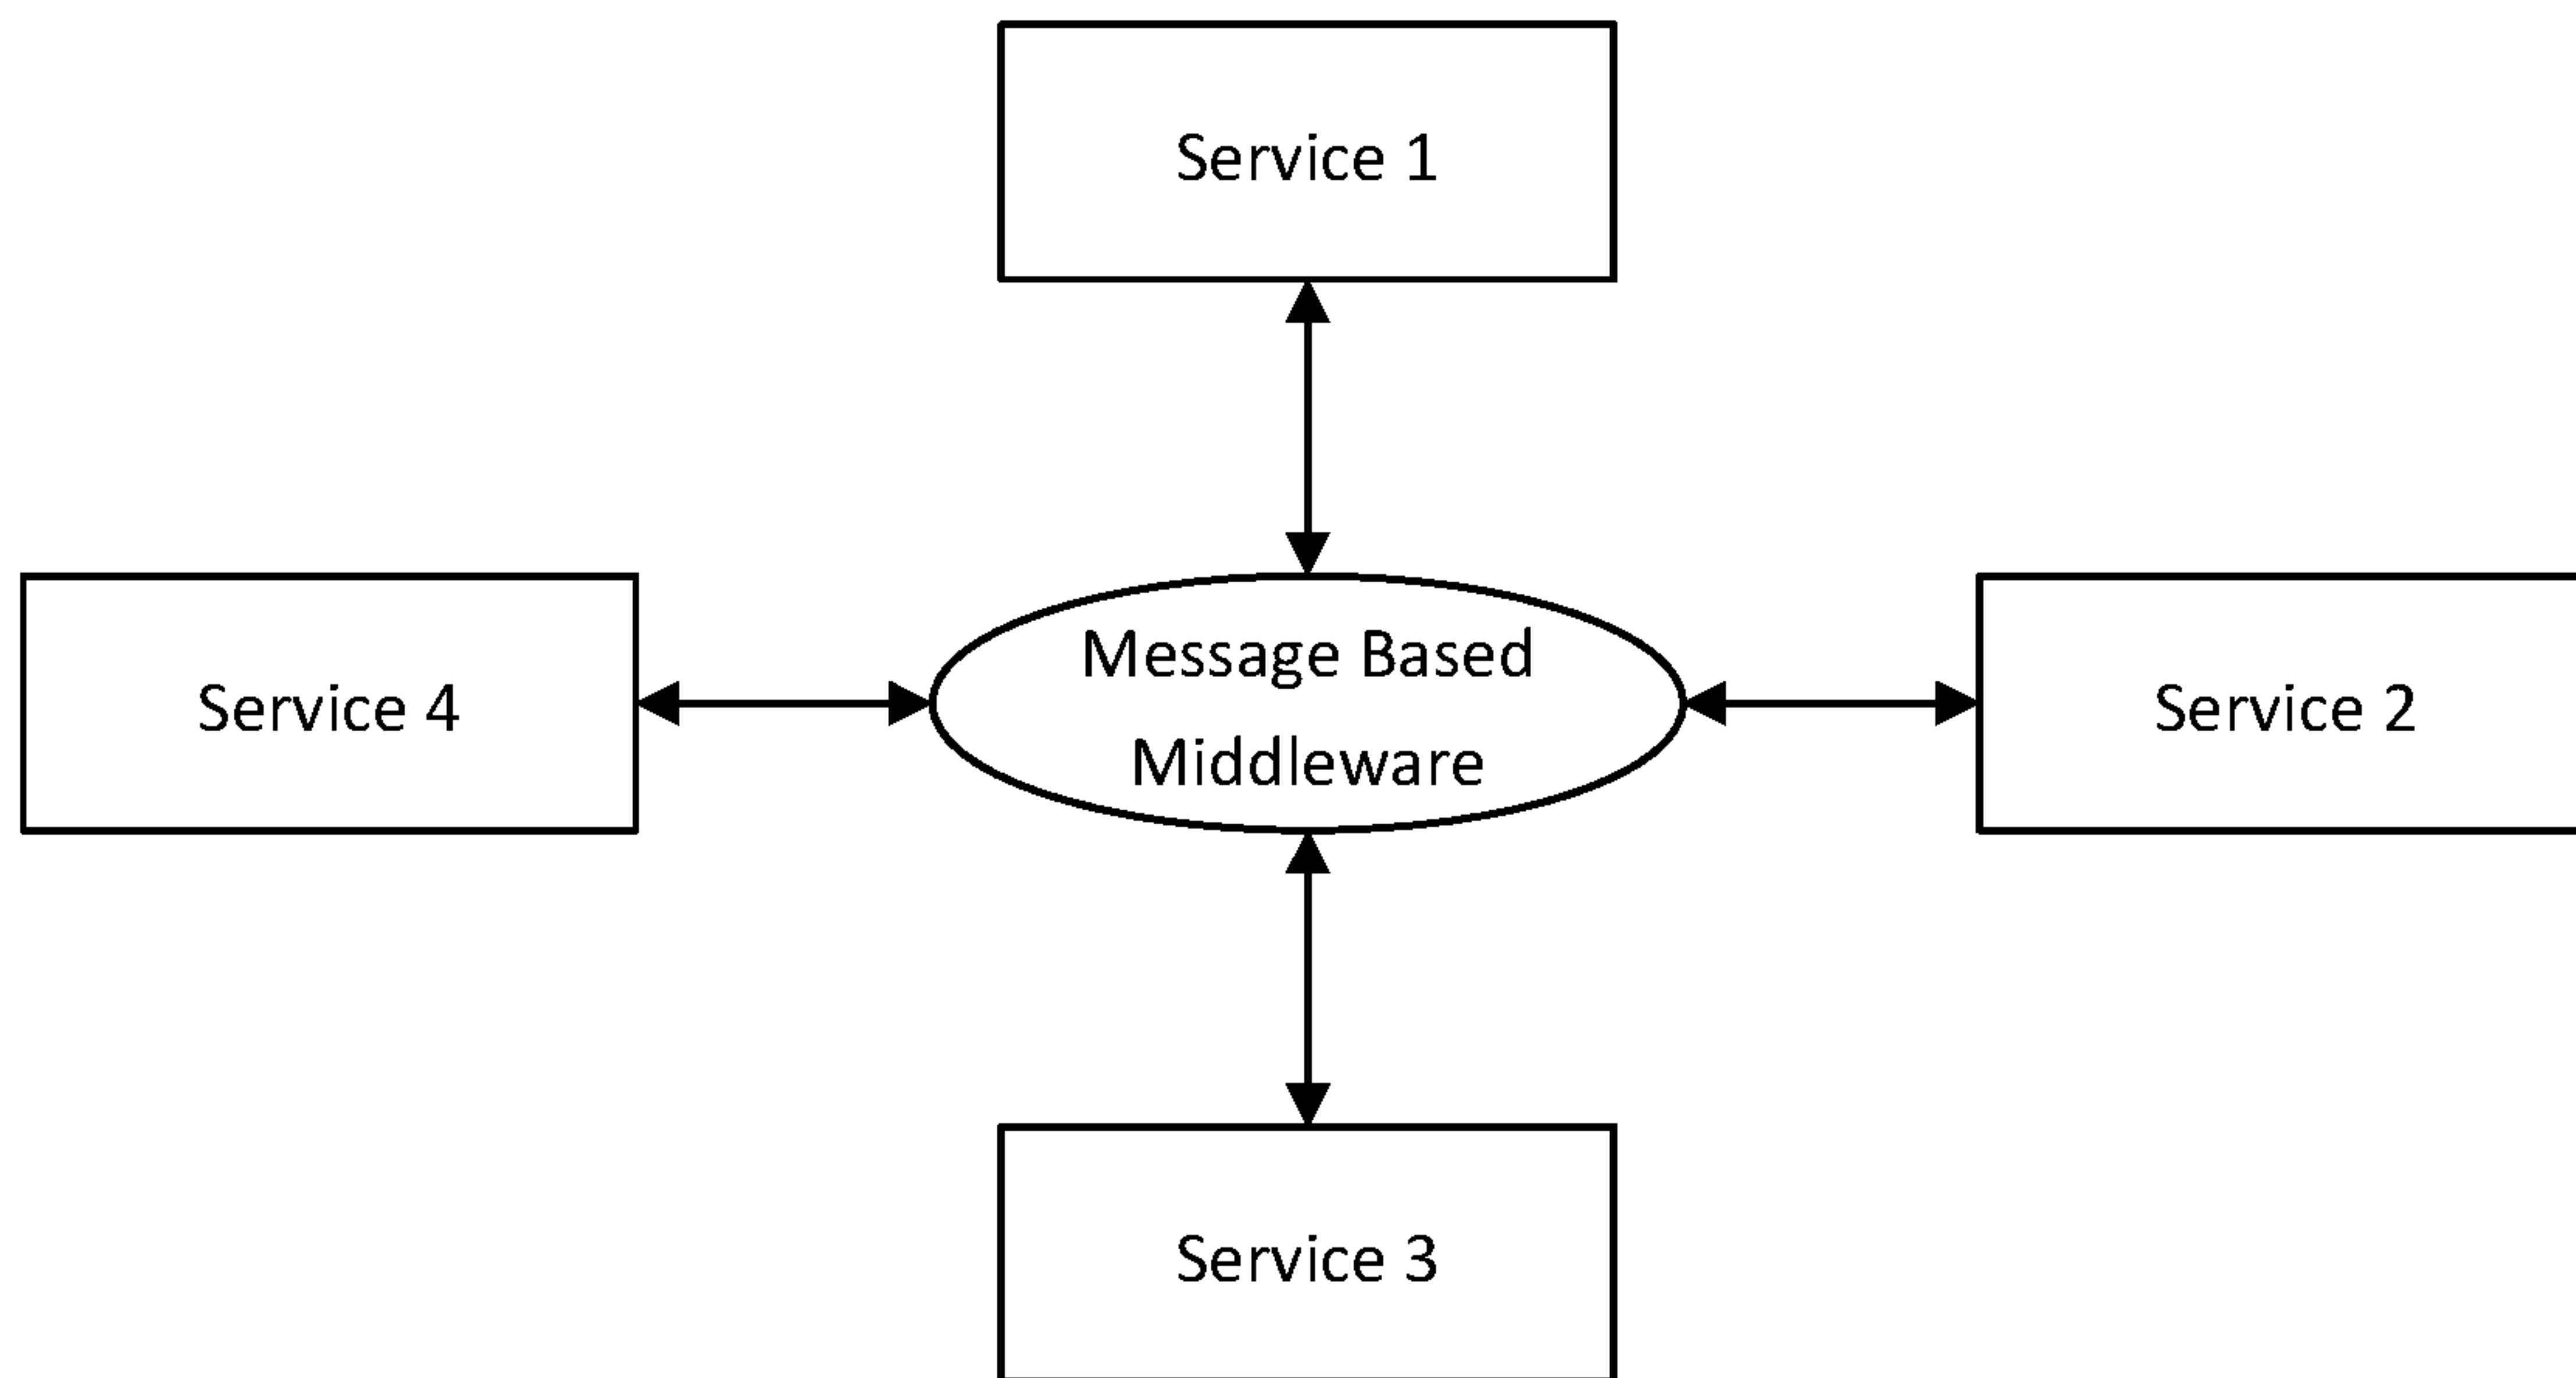 Service 1
Service 4
Message Based
Middleware
Service 2
Service 3